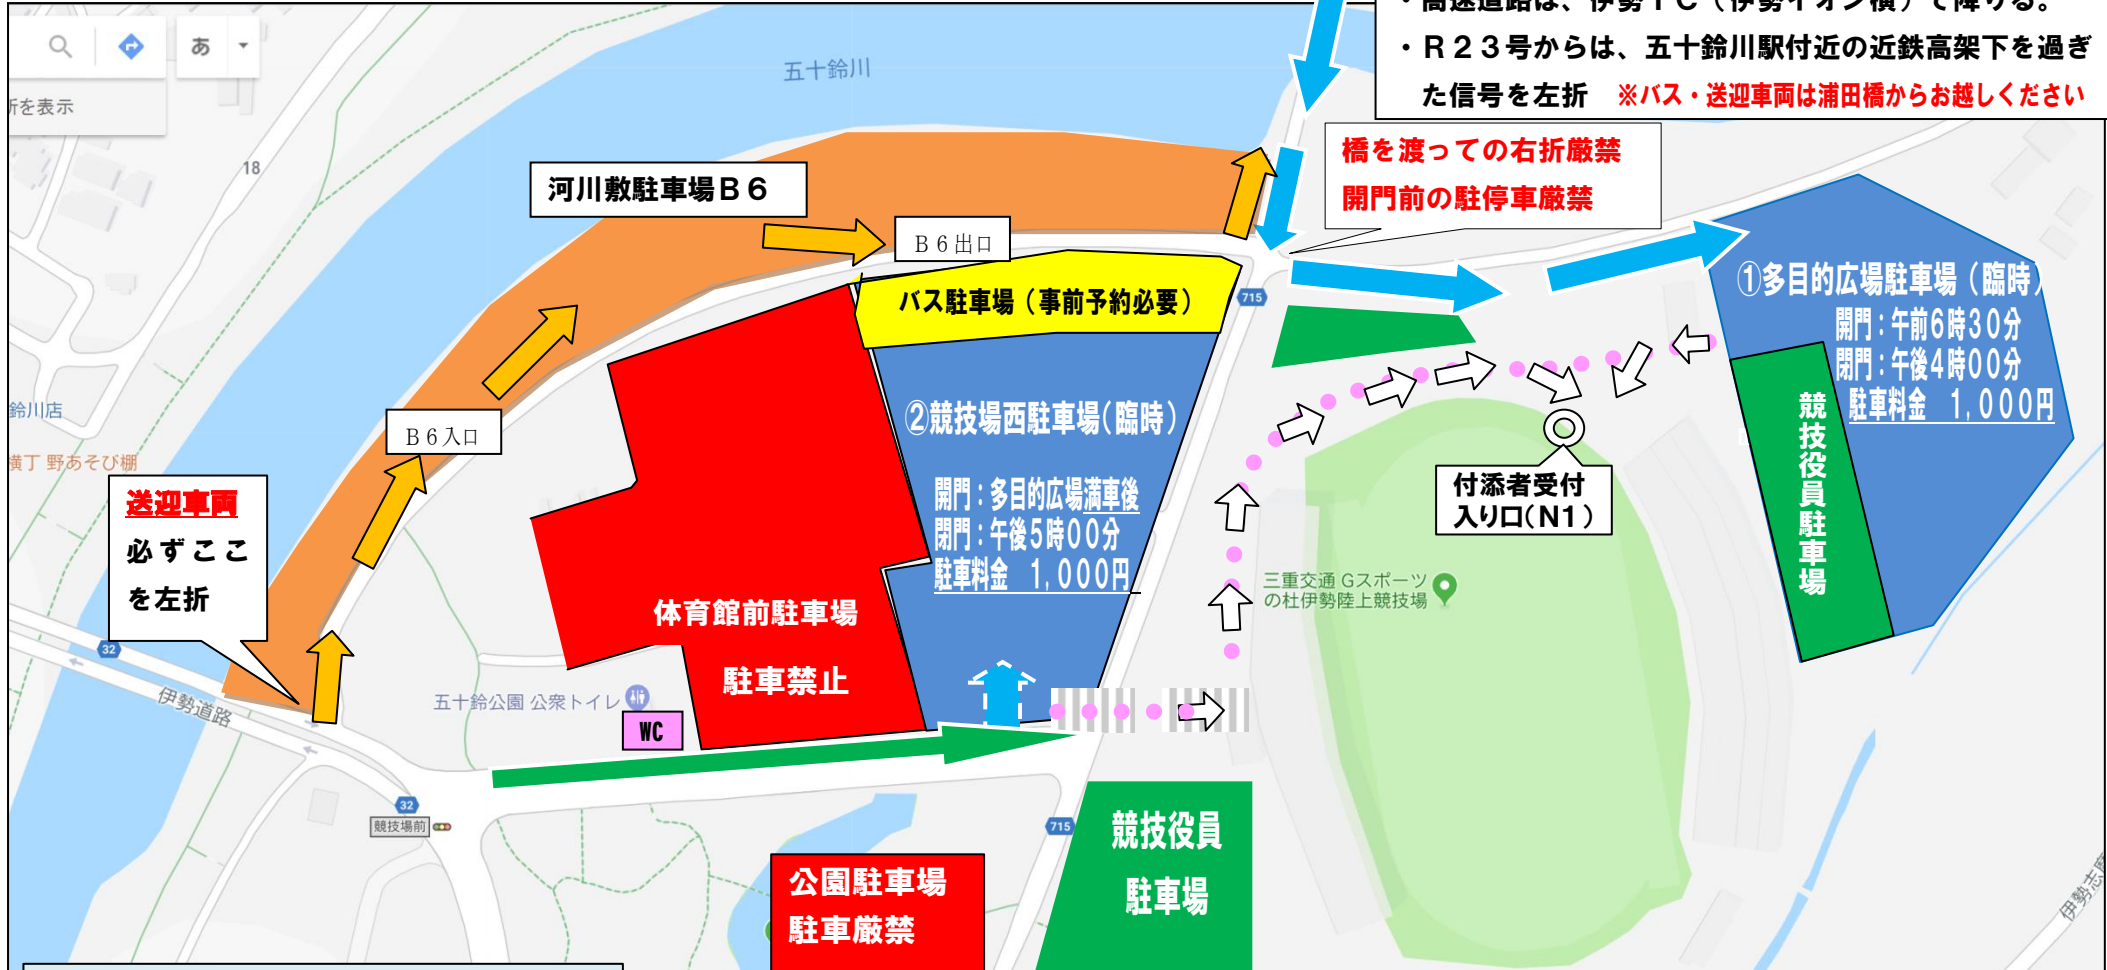 ・高速道路は、伊勢ＩＣ（伊勢イオン横）で降りる。
・Ｒ２３号からは、五十鈴川駅付近の近鉄高架下を過ぎ
た信号を左折　※バス・送迎車両は浦田橋からお越しください
あ
所を表示
五十鈴川
18
橋を渡っての右折厳禁
開門前の駐停車厳禁
河川敷駐車場Ｂ６
Ｂ６出口
バス駐車場（事前予約必要）
715
①多目的広場駐車場（臨時）
開門：午前６時３０分
閉門：午後４時００分
駐車料金　１,０００円
競技役員駐車場
鈴川店
横丁 野あそび棚
Ｂ６入口
②競技場西駐車場（臨時）
開門：多目的広場満車後
閉門：午後５時００分
駐車料金　１,０００円
付添者受付
入り口（Ｎ１）
送迎車両
必ずここ
を左折
三重交通 Gスポーツ
の杜伊勢陸上競技場
体育館前駐車場
駐車禁止
32
伊勢道路
五十鈴公園 公衆トイレ
WC
32
競技場前
715
競技役員
駐車場
公園駐車場
駐車厳禁
伊勢志摩